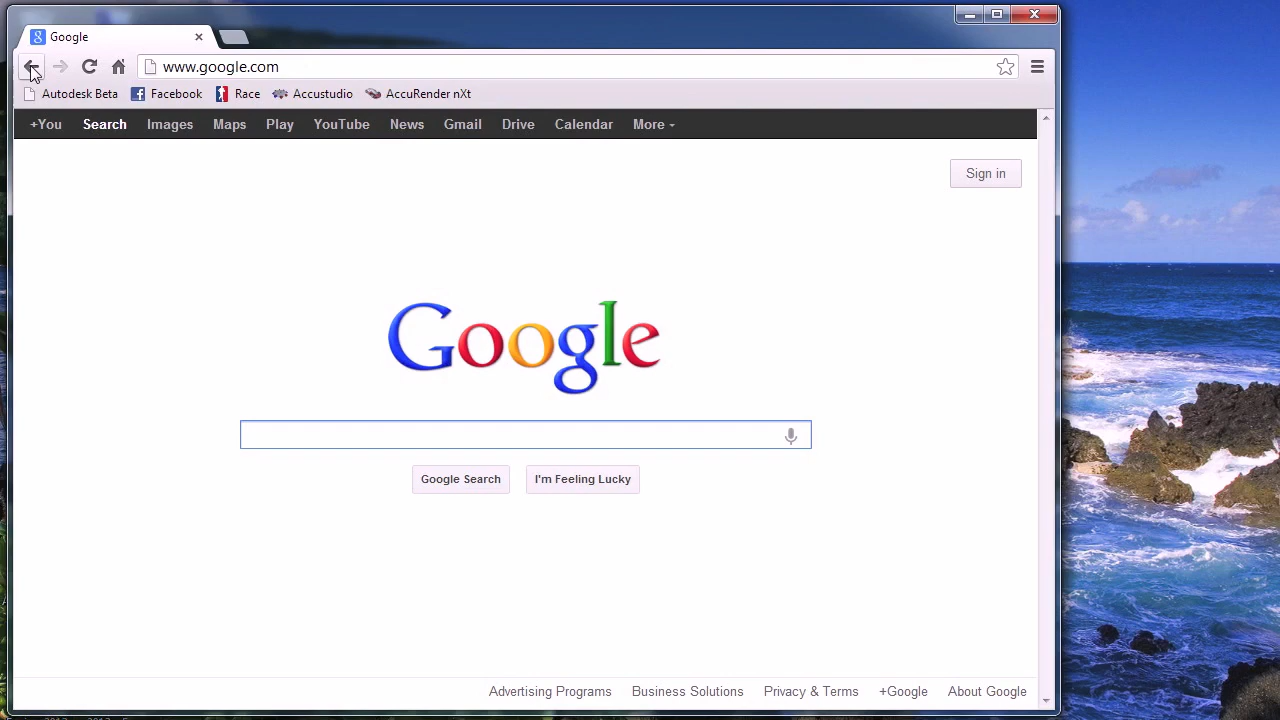 Google
www.google.com
Autodesk Beta Facebook Race Accustudio AccuRender nXt
+You Search Images Maps Play YouTube News Gmail Drive Calendar More
Sign in
Google
Google Search I'm Feeling Lucky
Advertising Programs Business Solutions Privacy & Terms +Google About Google